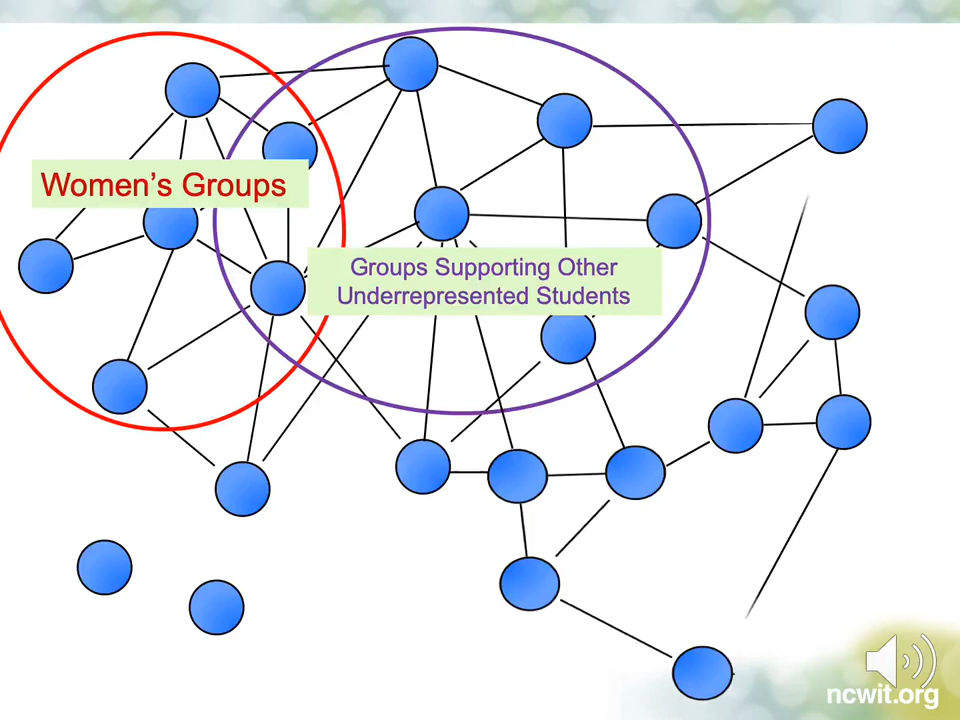 Women’s Groups
Groups Supporting Other
Underrepresented Students
ncwit.org